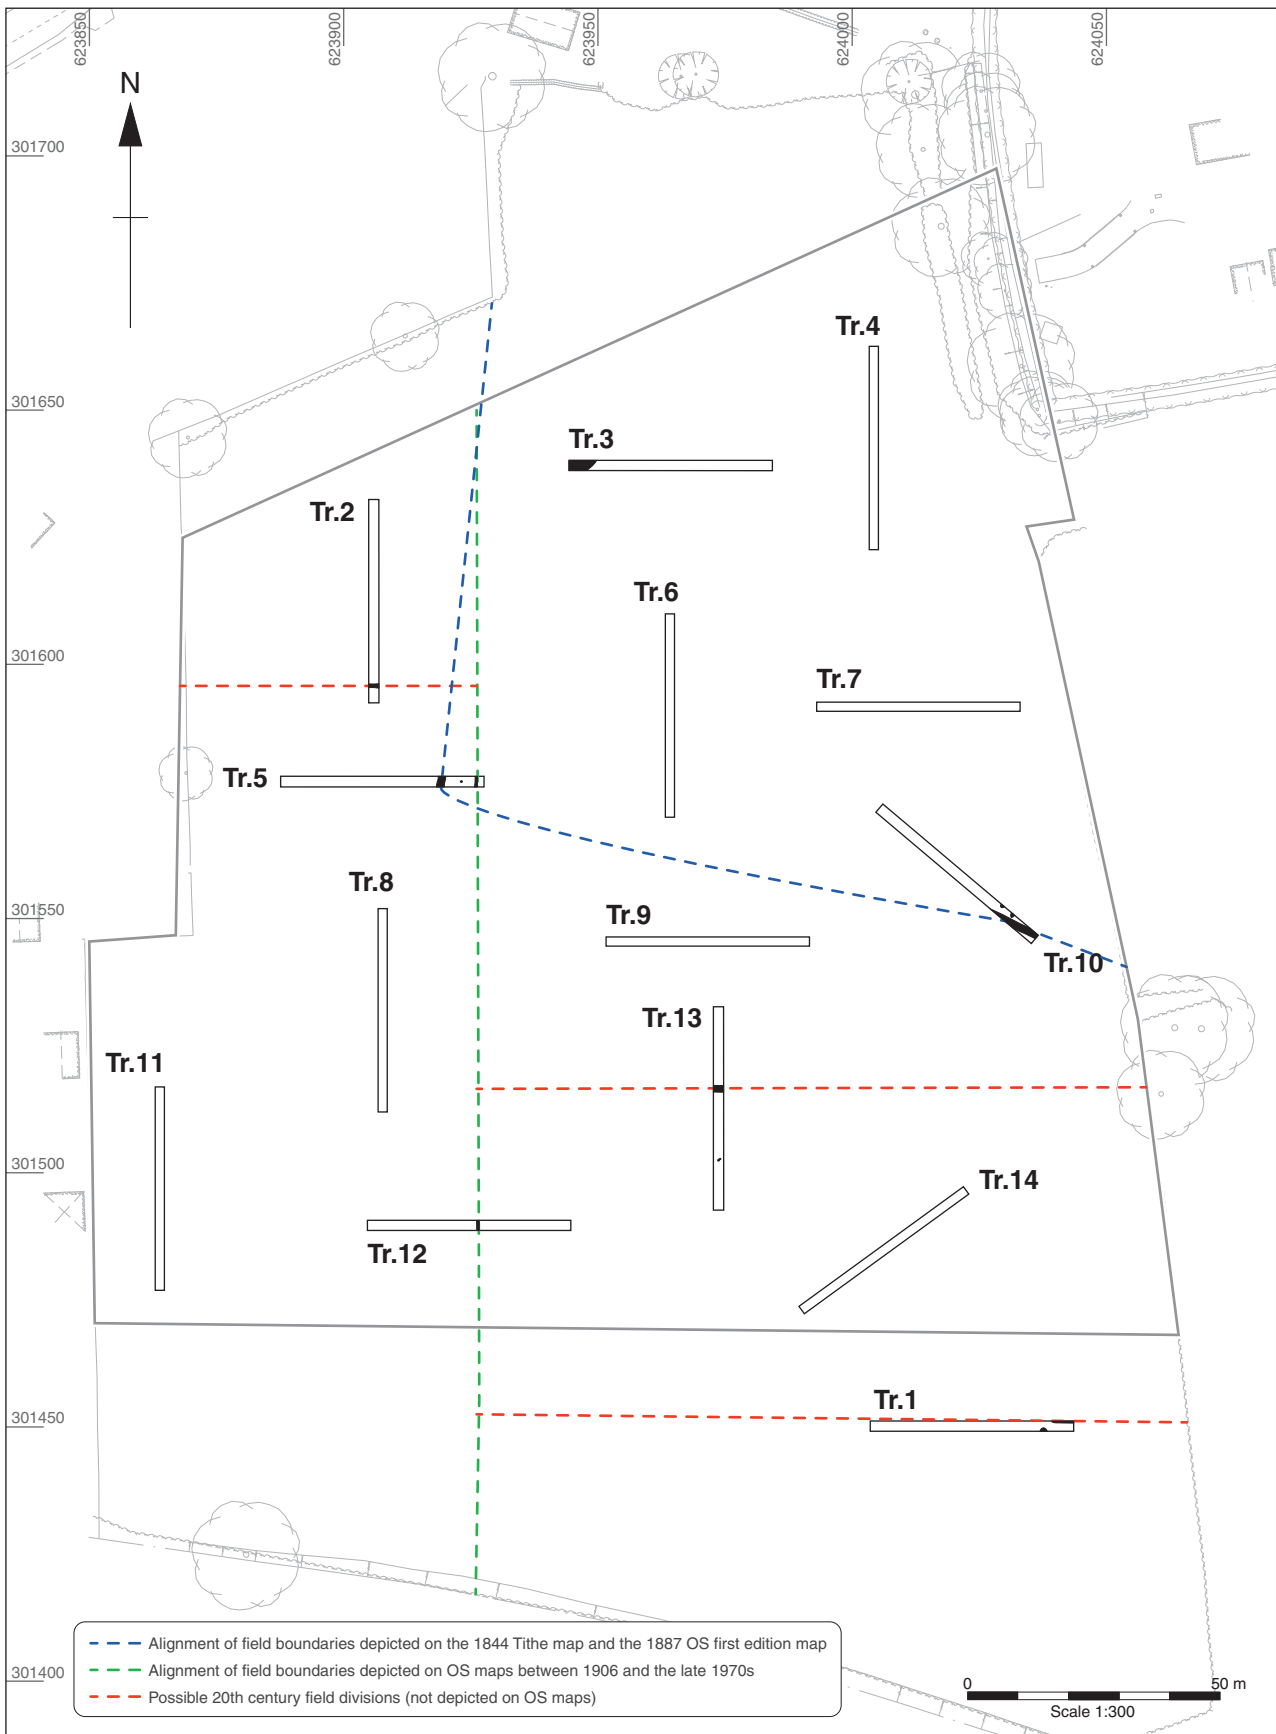 623850
623900
623950
624000
624050
N
301700
Tr.4
301650
Tr.3
Tr.2
Tr.6
301600
Tr.7
Tr.5
Tr.8
301550
Tr.9
Tr.10
Tr.13
Tr.11
301500
Tr.14
Tr.12
Tr.1
301450
Alignment of field boundaries depicted on the 1844 Tithe map and the 1887 OS first edition map
Alignment of field boundaries depicted on OS maps between 1906 and the late 1970s
301400
Possible 20th century field divisions (not depicted on OS maps)
0 50 m
Scale 1:300